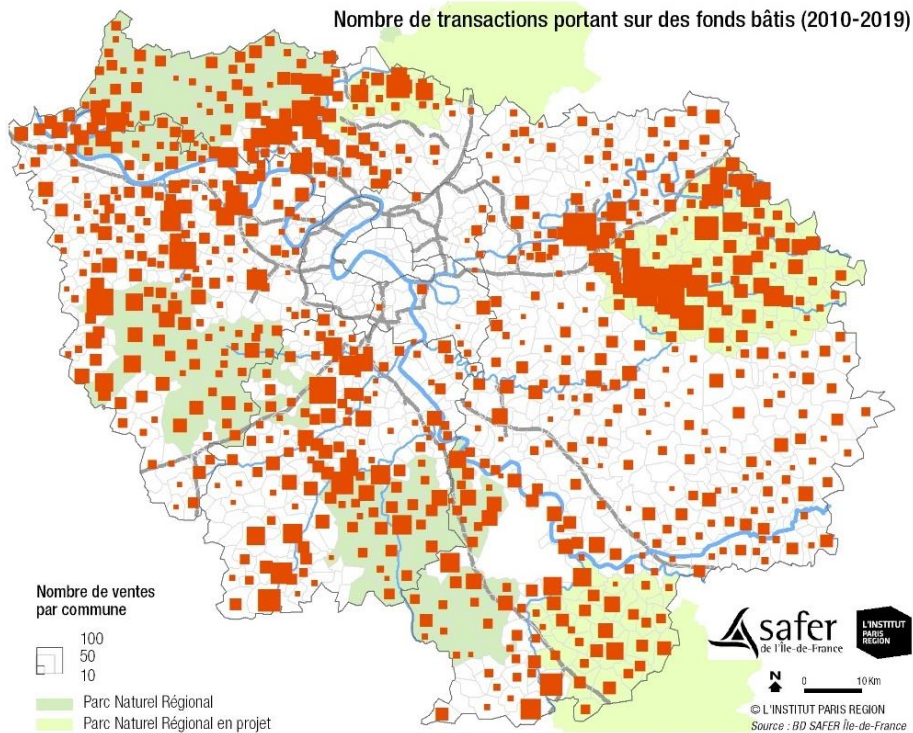 Nombre de transactions portant sur des fonds bâtis (2010-2019)
Nombre de ventes
par commune
100
50
10
Parc Naturel Régional
Parc Naturel Régional en projet
safer
de l'Île-de-France
L'INSTITUT
PARIS
REGION
N
0 10 Km
© L'INSTITUT PARIS REGION
Source : BD SAFER Île-de-France